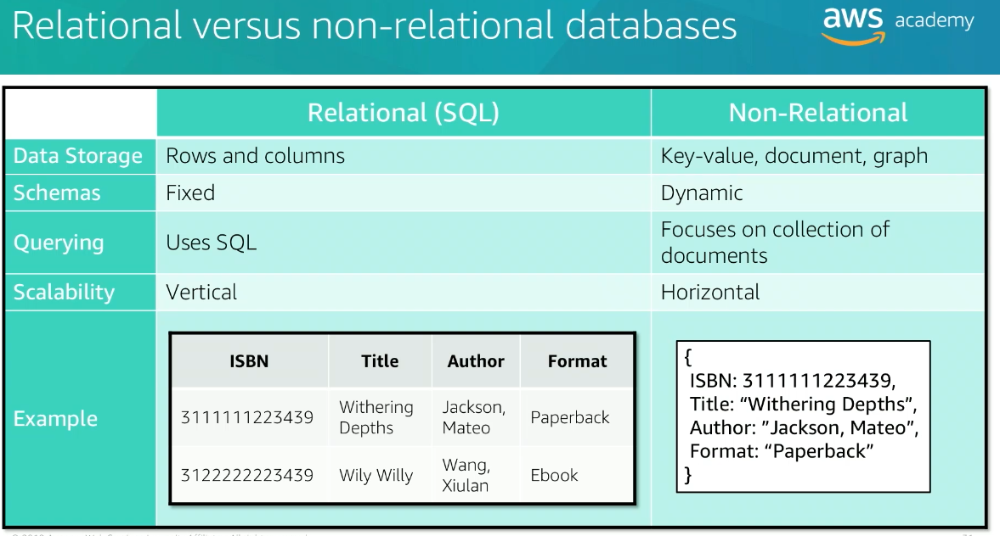 Relational versus non-relational databases
aws academy
Relational (SQL)
Non-Relational
Data Storage
Rows and columns
Key-value, document, graph
Schemas
Fixed
Dynamic
Querying
Uses SQL
Focuses on collection of
documents
Scalability
Vertical
Horizontal
Example
ISBN
Title
Author
Format
3111111223439
Withering
Depths
Jackson,
Mateo
Paperback
3122222223439
Wily Willy
Wang,
Xiulan
Ebook
{
ISBN: 3111111223439,
Title: “Withering Depths”,
Author: ”Jackson, Mateo”,
Format: “Paperback”
}